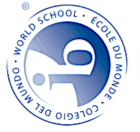 ®
WORLD SCHOOL · ÉCOLE DU MONDE · COLEGIO DEL MUNDO ·
ib